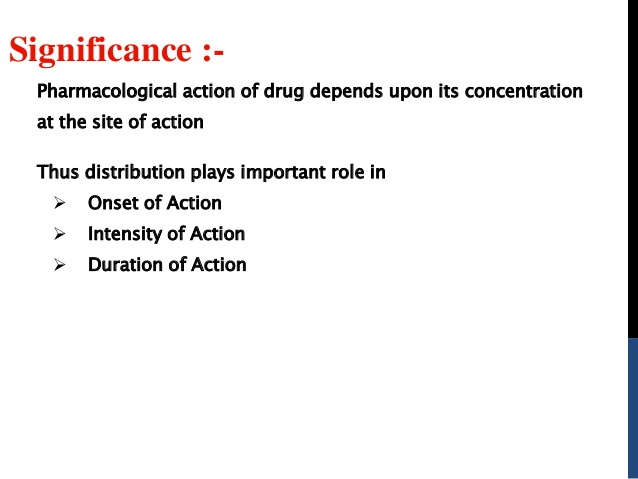 Significance :-
Pharmacological action of drug depends upon its concentration
at the site of action
Thus distribution plays important role in
➢ Onset of Action
➢ Intensity of Action
➢ Duration of Action